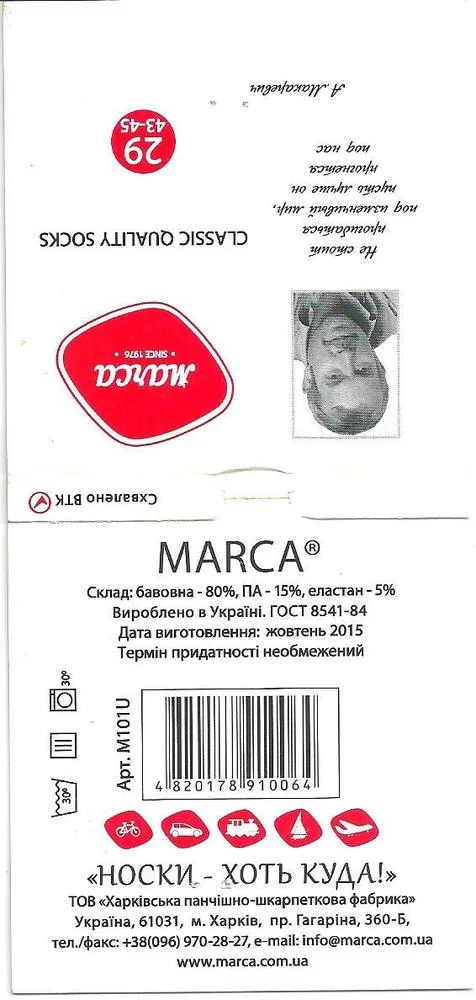 marca
• SINCE 1976 •
CLASSIC QUALITY SOCKS
29
43-45
Не стоит
прогибаться
под изменчивый мир,
пусть лучше он
прогнется
под нас
А. Макаревич
Схвалено ВТК
MARCA®
Склад: бавовна - 80%, ПА - 15%, еластан - 5%
Вироблено в Україні. ГОСТ 8541-84
Дата виготовлення: жовтень 2015
Термін придатності необмежений
30°
30°
Арт. M101U
4 820178 910064
«НОСКИ - ХОТЬ КУДА!»
ТОВ «Харківська панчішно-шкарпеткова фабрика»
Україна, 61031, м. Харків, пр. Гагаріна, 360-Б,
тел./факс: +38(096) 970-28-27, e-mail: info@marca.com.ua
www.marca.com.ua